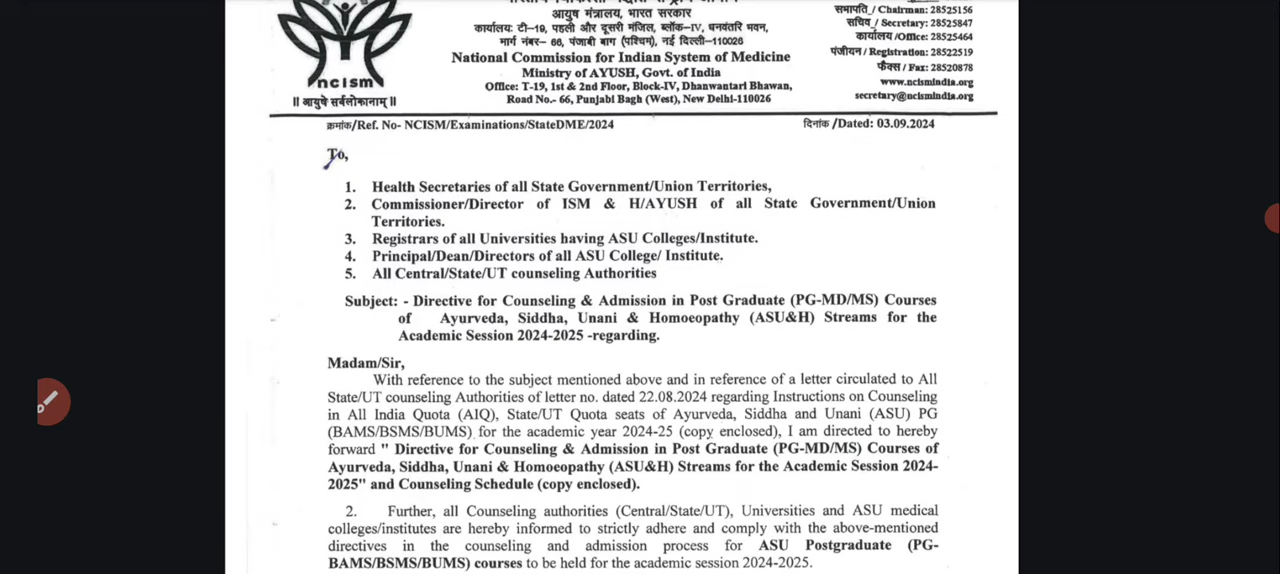 आयुष मंत्रालय, भारत सरकार
कार्यालय: टी-19, पहली और दूसरी मंजिल, ब्लॉक-IV, धनवंतरि भवन,
मार्ग नंबर- 66, पंजाबी बाग (पश्चिम), नई दिल्ली-110026
National Commission for Indian System of Medicine
Ministry of AYUSH, Govt. of India
Office: T-19, 1st & 2nd Floor, Block-IV, Dhanwantari Bhawan,
Road No.- 66, Punjabi Bagh (West), New Delhi-110026
ncism
॥ आयुषे सर्वलोकानाम् ॥
सभापति / Chairman: 28525156
सचिव / Secretary: 28525847
कार्यालय /Office: 28525464
पंजीयन / Registration: 28522519
फैक्स / Fax: 28520878
www.ncismindia.org
secretary@ncismindia.org
क्रमांक/Ref. No- NCISM/Examinations/StateDME/2024 दिनांक /Dated: 03.09.2024
To,
1. Health Secretaries of all State Government/Union Territories,
2. Commissioner/Director of ISM & H/AYUSH of all State Government/Union
Territories.
3. Registrars of all Universities having ASU Colleges/Institute.
4. Principal/Dean/Directors of all ASU College/ Institute.
5. All Central/State/UT counseling Authorities
Subject: - Directive for Counseling & Admission in Post Graduate (PG-MD/MS) Courses
of Ayurveda, Siddha, Unani & Homoeopathy (ASU&H) Streams for the
Academic Session 2024-2025 -regarding.
Madam/Sir,
With reference to the subject mentioned above and in reference of a letter circulated to All
State/UT counseling Authorities of letter no. dated 22.08.2024 regarding Instructions on Counseling
in All India Quota (AIQ), State/UT Quota seats of Ayurveda, Siddha and Unani (ASU) PG
(BAMS/BSMS/BUMS) for the academic year 2024-25 (copy enclosed), I am directed to hereby
forward " Directive for Counseling & Admission in Post Graduate (PG-MD/MS) Courses of
Ayurveda, Siddha, Unani & Homoeopathy (ASU&H) Streams for the Academic Session 2024-
2025" and Counseling Schedule (copy enclosed).
2. Further, all Counseling authorities (Central/State/UT), Universities and ASU medical
colleges/institutes are hereby informed to strictly adhere and comply with the above-mentioned
directives in the counseling and admission process for ASU Postgraduate (PG-
BAMS/BSMS/BUMS) courses to be held for the academic session 2024-2025.